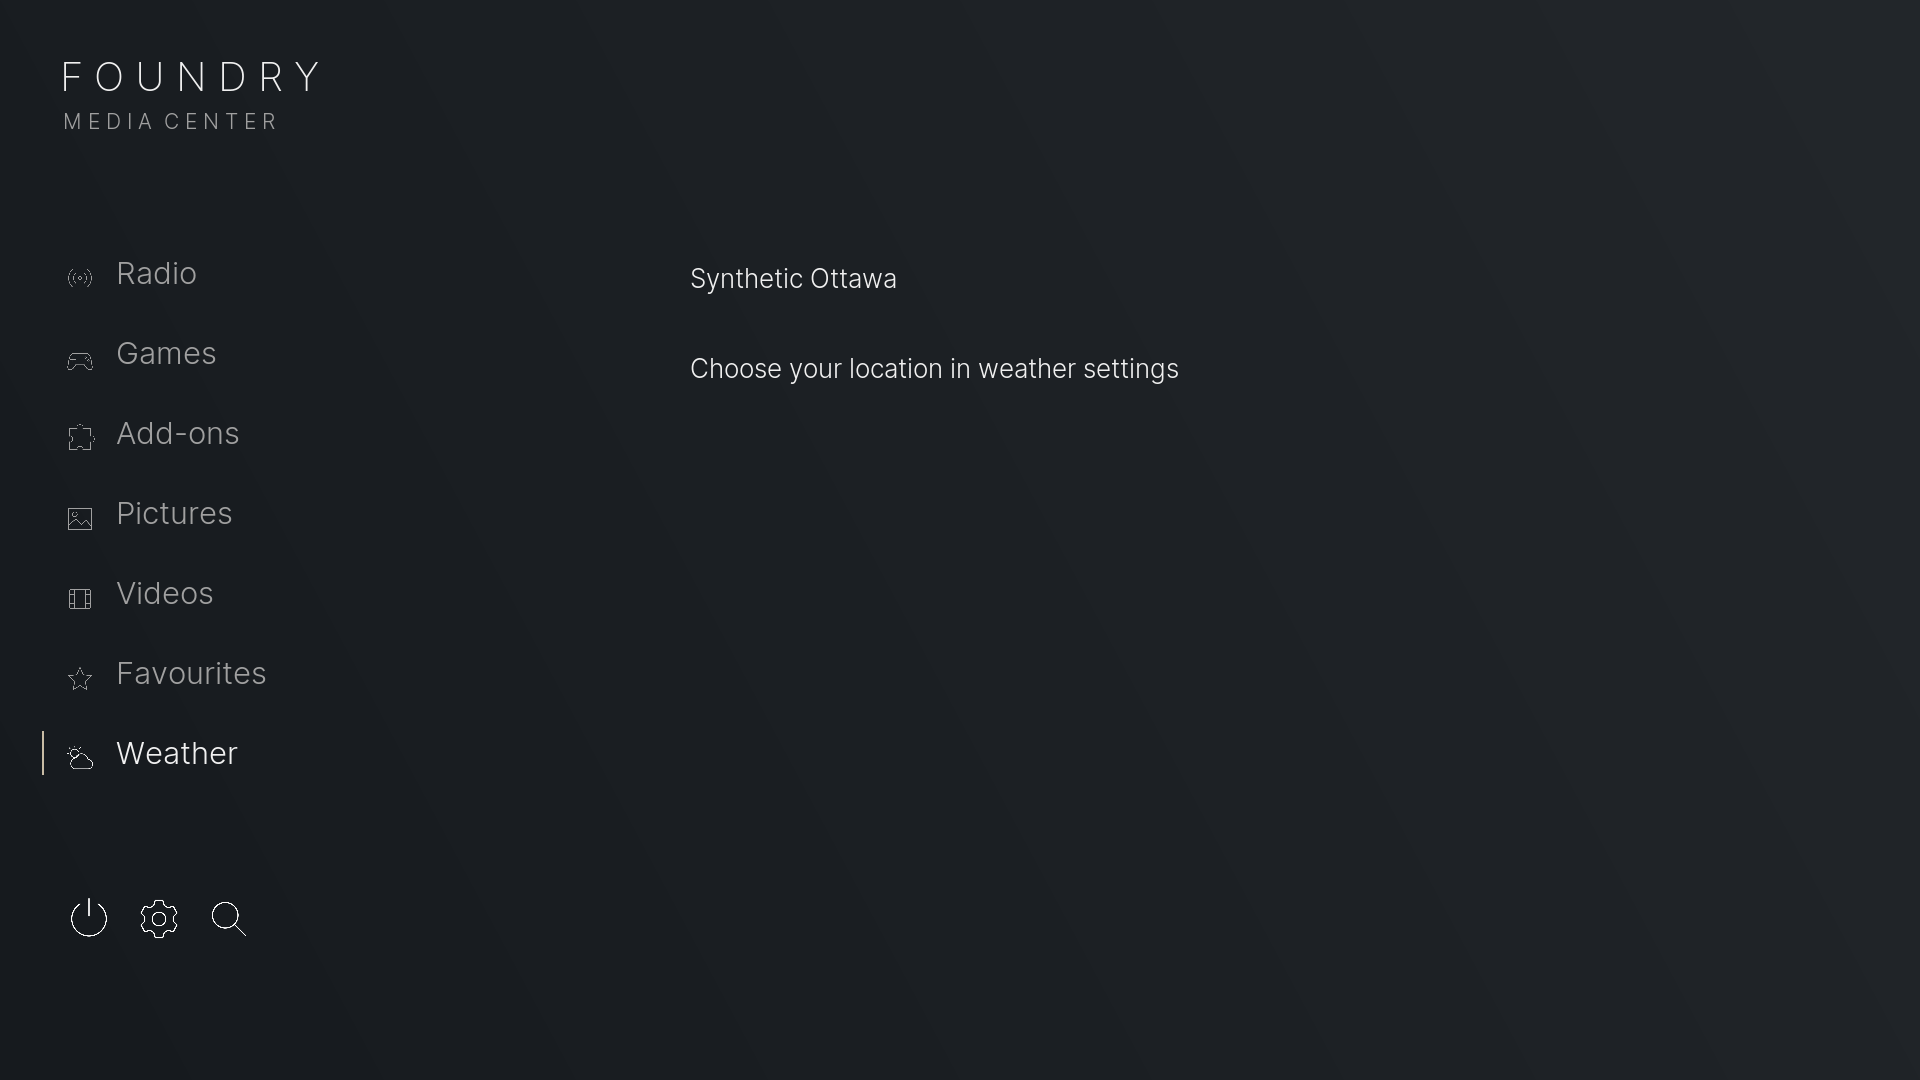 FOUNDRY
MEDIA CENTER
Radio
Games
Add-ons
Pictures
Videos
Favourites
Weather
Synthetic Ottawa
Choose your location in weather settings